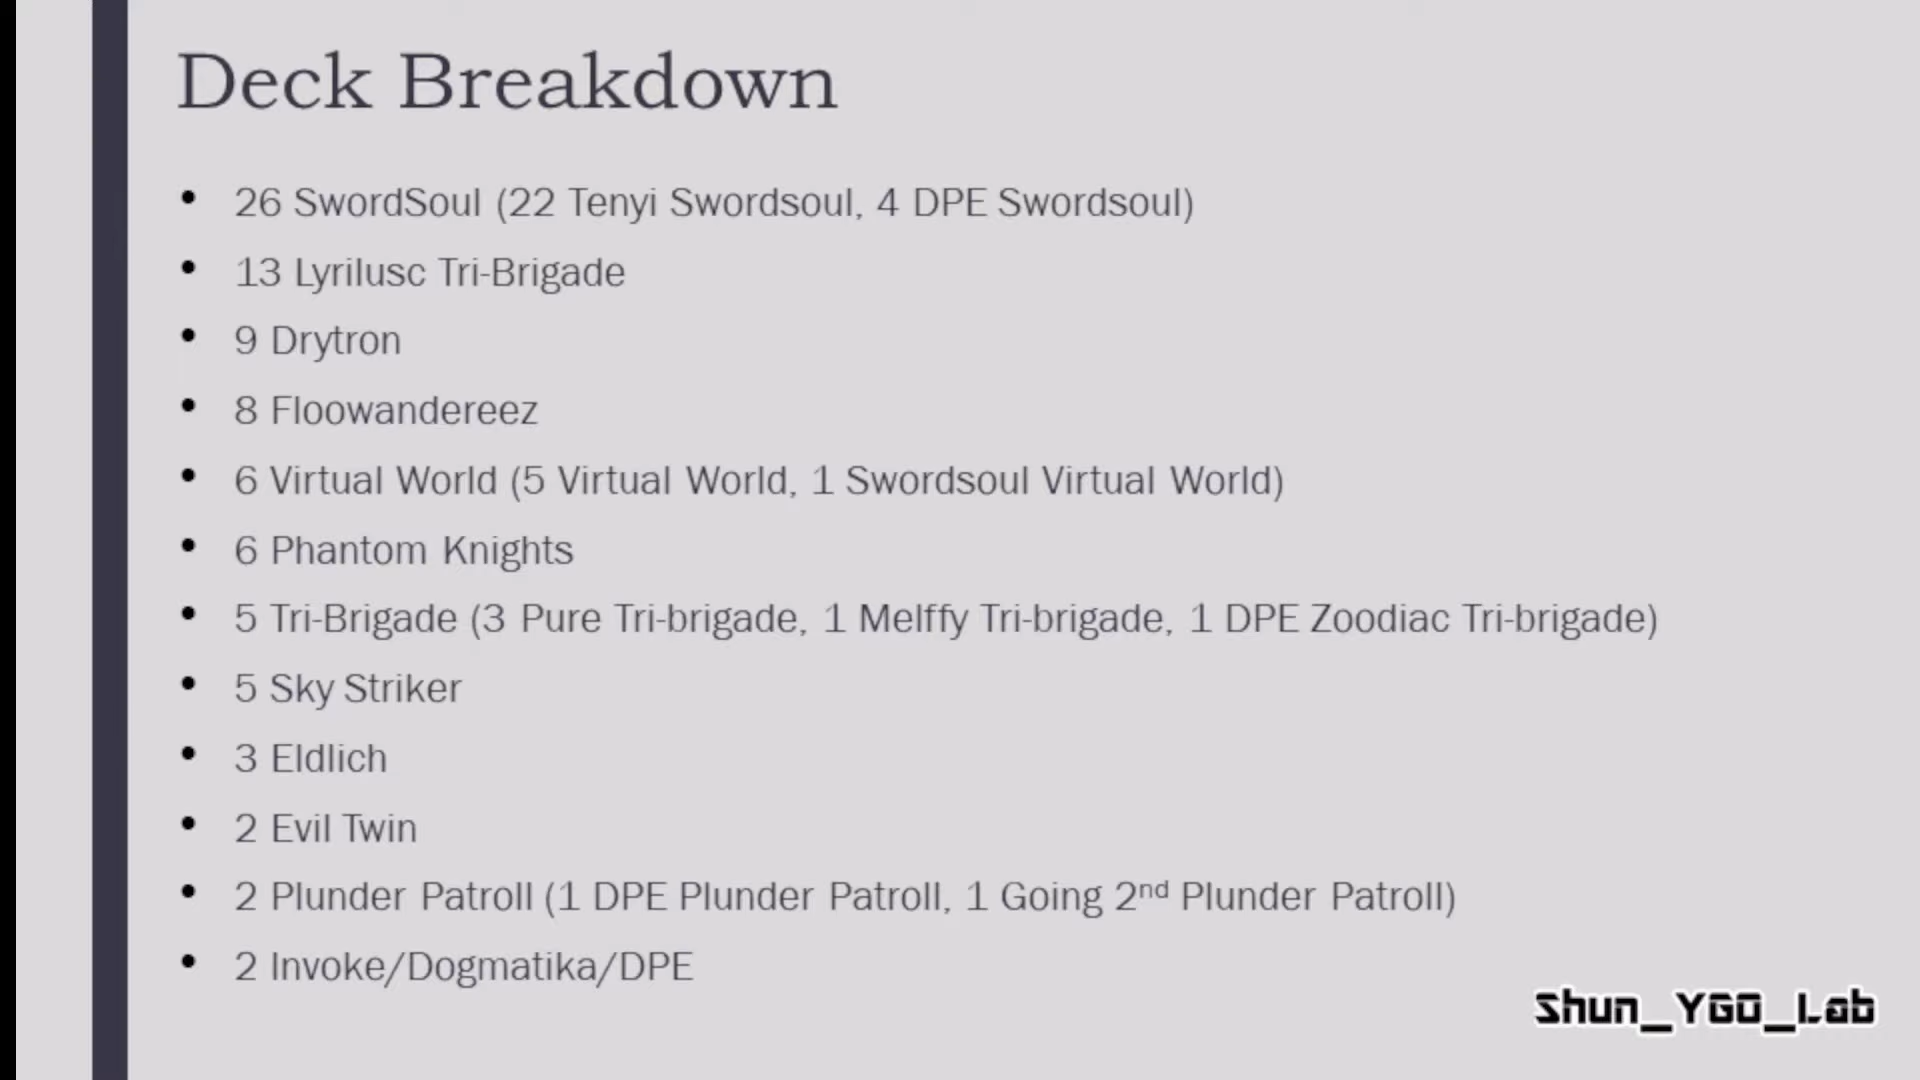 Deck Breakdown
• 26 SwordSoul (22 Tenyi Swordsoul, 4 DPE Swordsoul)
• 13 Lyrilusc Tri-Brigade
• 9 Drytron
• 8 Floowandereez
• 6 Virtual World (5 Virtual World, 1 Swordsoul Virtual World)
• 6 Phantom Knights
• 5 Tri-Brigade (3 Pure Tri-brigade, 1 Melffy Tri-brigade, 1 DPE Zoodiac Tri-brigade)
• 5 Sky Striker
• 3 Eldlich
• 2 Evil Twin
• 2 Plunder Patroll (1 DPE Plunder Patroll, 1 Going 2nd Plunder Patroll)
• 2 Invoke/Dogmatika/DPE
Shun_YGO_Lab